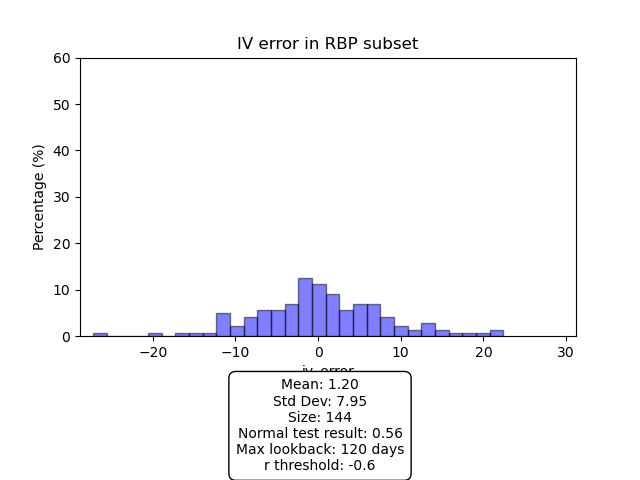 IV error in RBP subset
60
50
40
30
20
10
0
Percentage (%)
−20
−10
0
10
20
30
iv_error
Mean: 1.20
Std Dev: 7.95
Size: 144
Normal test result: 0.56
Max lookback: 120 days
r threshold: -0.6